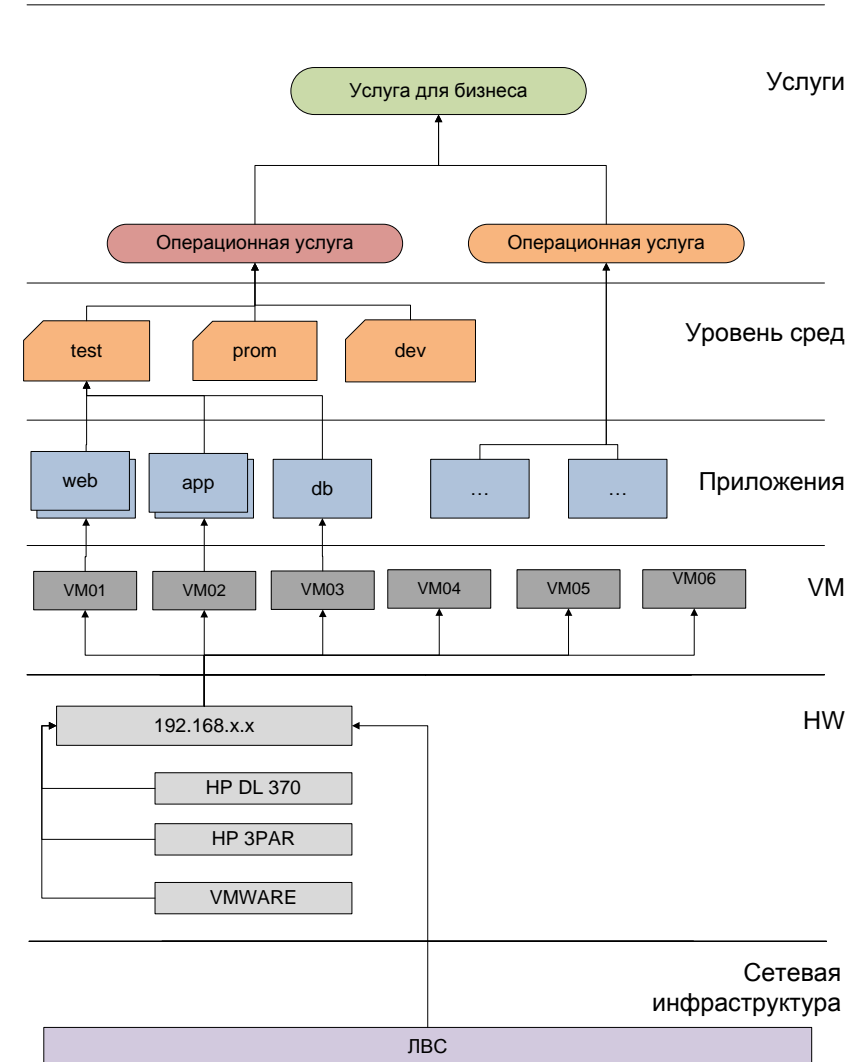 Услуги
Услуга для бизнеса
Операционная услуга
Операционная услуга
Уровень сред
test
prom
dev
Приложения
web
app
db
...
...
VM
VM01
VM02
VM03
VM04
VM05
VM06
HW
192.168.x.x
HP DL 370
HP 3PAR
VMWARE
Сетевая
инфраструктура
ЛВС